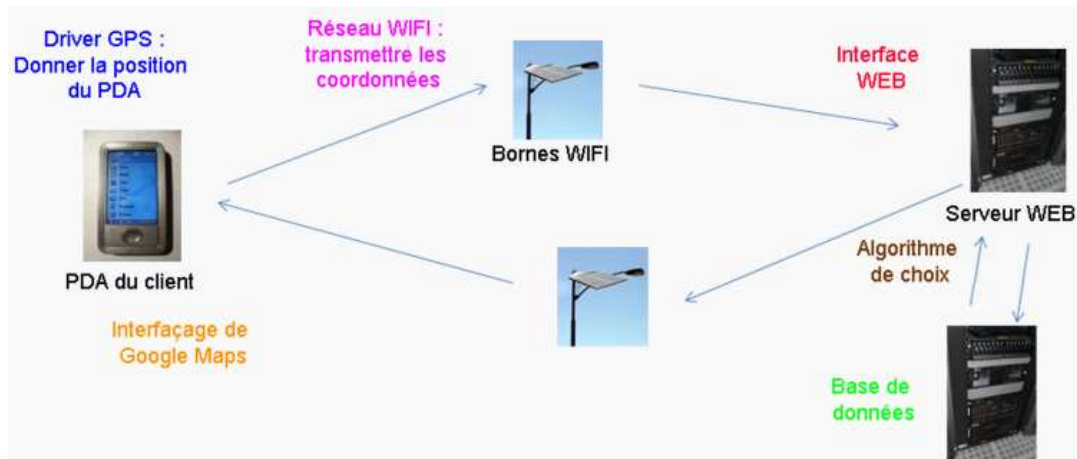 Driver GPS :
Donner la position
du PDA
Réseau WIFI :
transmettre les
coordonnées
Interface
WEB
Bornes WIFI
Serveur WEB
PDA du client
Algorithme
de choix
Interfaçage de
Google Maps
Base de
données